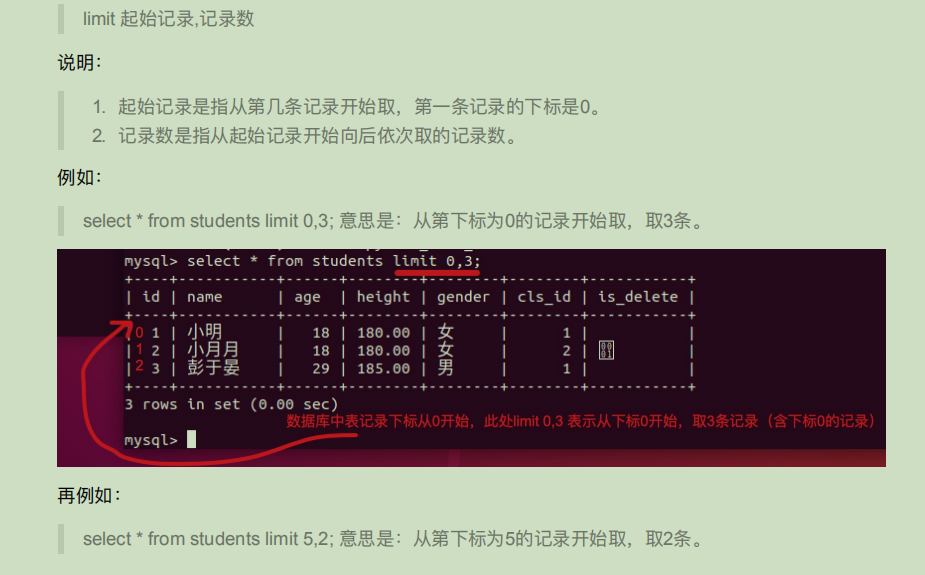 limit 起始记录,记录数
说明：
1. 起始记录是指从第几条记录开始取，第一条记录的下标是0。
2. 记录数是指从起始记录开始向后依次取的记录数。
例如：
select * from students limit 0,3; 意思是：从第下标为0的记录开始取，取3条。
mysql> select * from students limit 0,3;
+----+-----------+------+--------+--------+--------+-----------+
| id | name | age | height | gender | cls_id | is_delete |
+----+-----------+------+--------+--------+--------+-----------+
0 1 | 小明 | 18 | 180.00 | 女 | 1 | |
|1 2 | 小月月 | 18 | 180.00 | 女 | 2 | 0001 |
|2 3 | 彭于晏 | 29 | 185.00 | 男 | 1 | |
+----+-----------+------+--------+--------+--------+-----------+
3 rows in set (0.00 sec)
数据库中表记录下标从0开始，此处limit 0,3 表示从下标0开始，取3条记录（含下标0的记录）
mysql>
再例如：
select * from students limit 5,2; 意思是：从第下标为5的记录开始取，取2条。